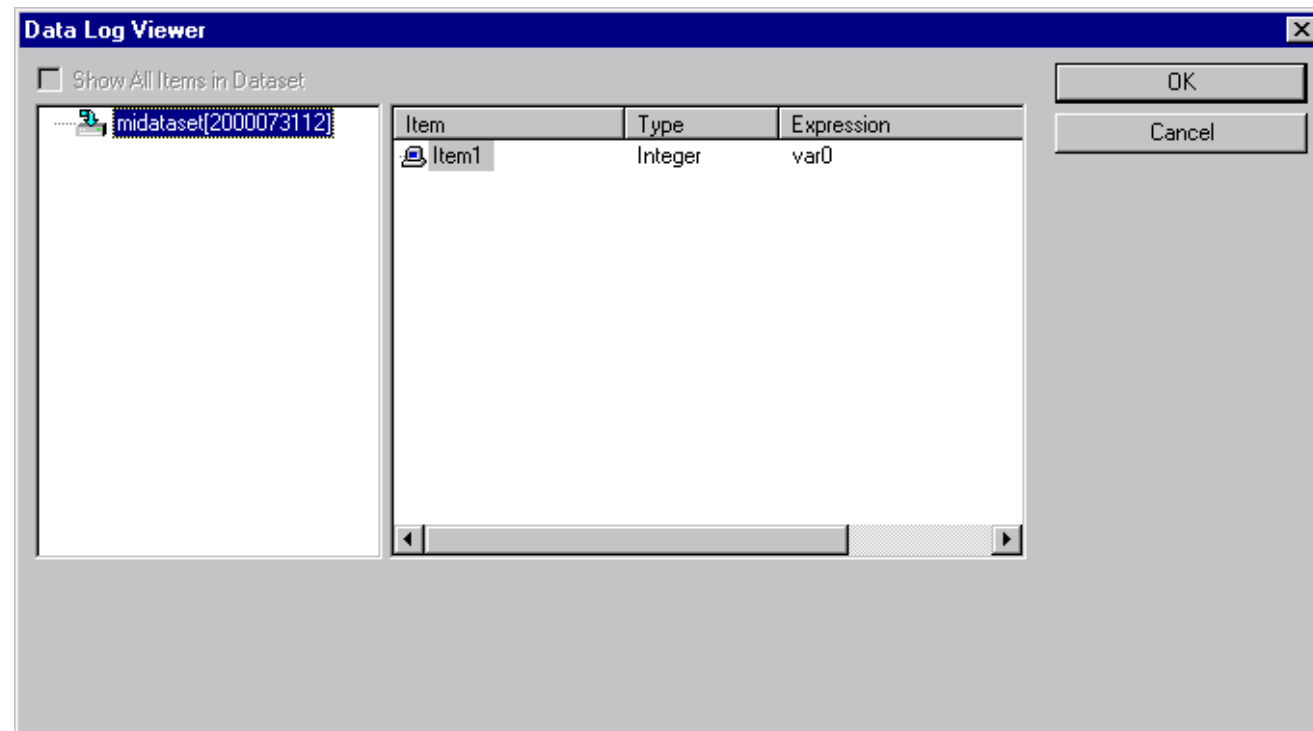 Data Log Viewer
Show All Items in Dataset
OK
Cancel
midataset[2000073112]
Item Type Expression
Item1 Integer var0